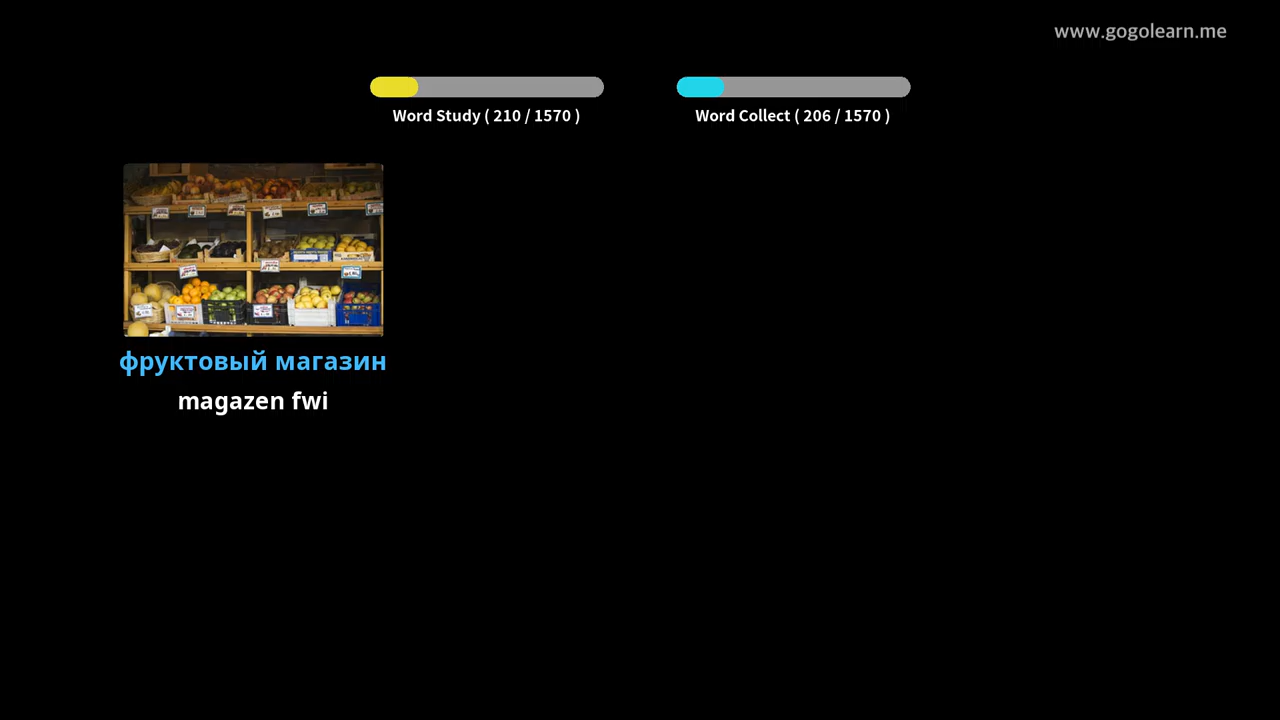 www.gogolearn.me
Word Study ( 210 / 1570 )
Word Collect ( 206 / 1570 )
фруктовый магазин
magazen fwi